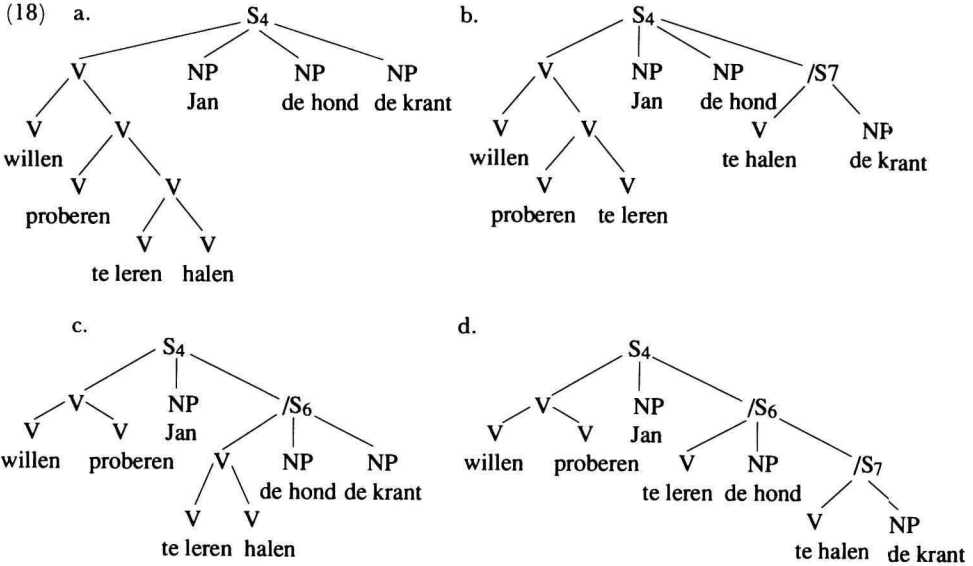 (18) a. S4
V NP NP NP
Jan de hond de krant
V V
willen
V V
proberen
V V
te leren halen
b. S4
V NP NP /S7
Jan de hond
V V V NP
willen te halen de krant
V V
proberen te leren
c. S4
V NP /S6
V V Jan V NP NP
willen proberen de hond de krant
V V
te leren halen
d. S4
V NP /S6
V V Jan V NP /S7
willen proberen te leren de hond
V NP
te halen de krant